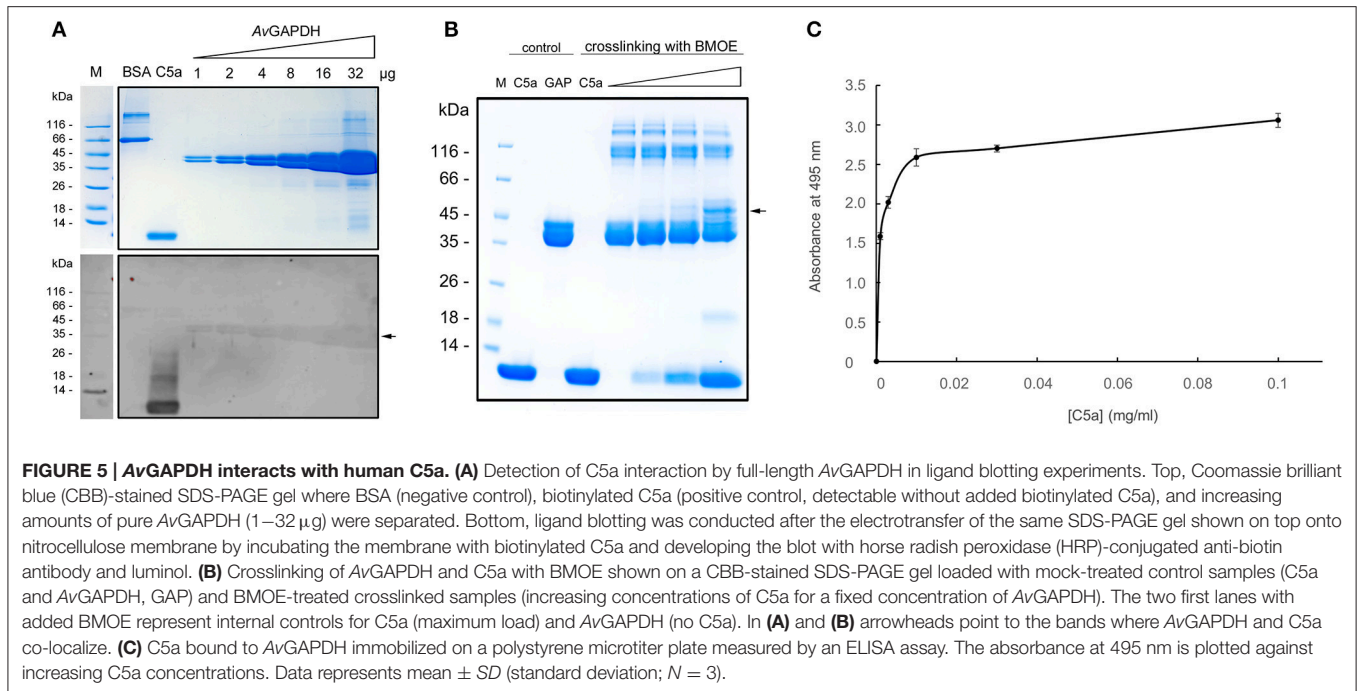 A
AvGAPDH
M BSA C5a 1 2 4 8 16 32 µg
kDa
116 -
66 -
45 -
35 -
26 -
18 -
14 -
kDa
116 -
66 -
45 -
35 -
26 -
18 -
14 -
B
control crosslinking with BMOE
M C5a GAP C5a
kDa
116 -
66 -
45 -
35 -
26 -
18 -
14 -
C
Absorbance at 495 nm
3.5
3.0
2.5
2.0
1.5
1.0
0.5
0
0 0.02 0.04 0.06 0.08 0.1
[C5a] (mg/ml)
FIGURE 5 | AvGAPDH interacts with human C5a. (A) Detection of C5a interaction by full-length AvGAPDH in ligand blotting experiments. Top, Coomassie brilliant
blue (CBB)-stained SDS-PAGE gel where BSA (negative control), biotinylated C5a (positive control, detectable without added biotinylated C5a), and increasing
amounts of pure AvGAPDH (1–32 µg) were separated. Bottom, ligand blotting was conducted after the electrotransfer of the same SDS-PAGE gel shown on top onto
nitrocellulose membrane by incubating the membrane with biotinylated C5a and developing the blot with horse radish peroxidase (HRP)-conjugated anti-biotin
antibody and luminol. (B) Crosslinking of AvGAPDH and C5a with BMOE shown on a CBB-stained SDS-PAGE gel loaded with mock-treated control samples (C5a
and AvGAPDH, GAP) and BMOE-treated crosslinked samples (increasing concentrations of C5a for a fixed concentration of AvGAPDH). The two first lanes with
added BMOE represent internal controls for C5a (maximum load) and AvGAPDH (no C5a). In (A) and (B) arrowheads point to the bands where AvGAPDH and C5a
co-localize. (C) C5a bound to AvGAPDH immobilized on a polystyrene microtiter plate measured by an ELISA assay. The absorbance at 495 nm is plotted against
increasing C5a concentrations. Data represents mean ± SD (standard deviation; N = 3).